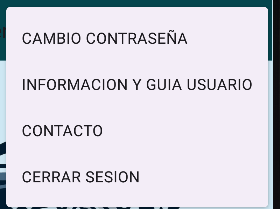 CAMBIO CONTRASEÑA
INFORMACION Y GUIA USUARIO
CONTACTO
CERRAR SESION